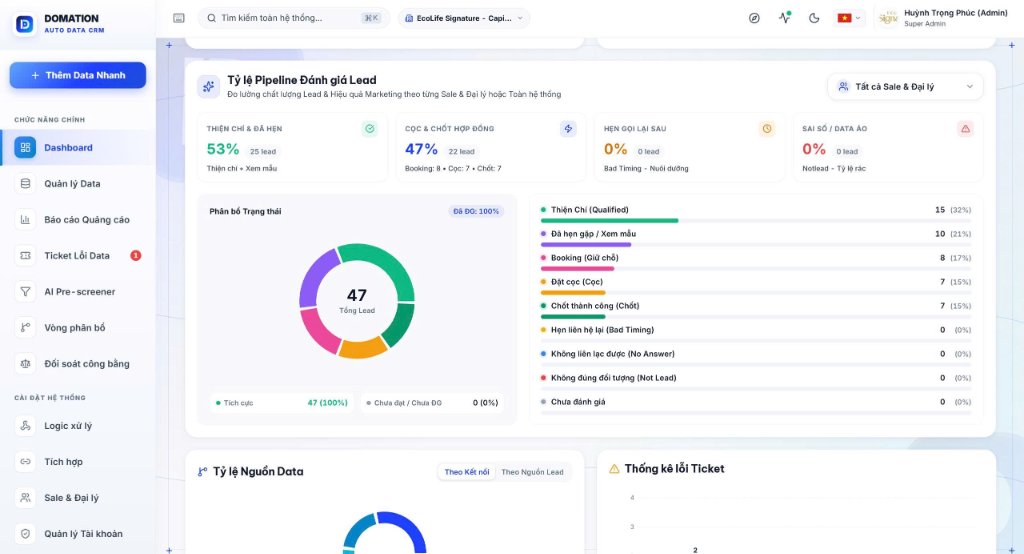 DOMATION
AUTO DATA CRM
Tìm kiếm toàn hệ thống...
⌘K
EcoLife Signature - Capi...
Huỳnh Trọng Phúc (Admin)
Super Admin
Thêm Data Nhanh
CHỨC NĂNG CHÍNH
Dashboard
Quản lý Data
Báo cáo Quảng cáo
Ticket Lỗi Data
1
AI Pre-screener
Vòng phân bổ
Đối soát công bằng
CÀI ĐẶT HỆ THỐNG
Logic xử lý
Tích hợp
Sale & Đại lý
Quản lý Tài khoản
Tỷ lệ Pipeline Đánh giá Lead
Đo lường chất lượng Lead & Hiệu quả Marketing theo từng Sale & Đại lý hoặc Toàn hệ thống
Tất cả Sale & Đại lý
THIỆN CHÍ & ĐÃ HẸN
53% 25 lead
Thiện chí + Xem mẫu
CỌC & CHỐT HỢP ĐỒNG
47% 22 lead
Booking: 8 • Cọc: 7 • Chốt: 7
HẸN GỌI LẠI SAU
0% 0 lead
Bad Timing - Nuôi dưỡng
SAI SỐ / DATA ẢO
0% 0 lead
Notlead - Tỷ lệ rác
Phân bổ Trạng thái
Đã ĐG: 100%
47
Tổng Lead
Tích cực 47 (100%)
Chưa đạt / Chưa ĐG 0 (0%)
Thiện Chí (Qualified) 15 (32%)
Đã hẹn gặp / Xem mẫu 10 (21%)
Booking (Giữ chỗ) 8 (17%)
Đặt cọc (Cọc) 7 (15%)
Chốt thành công (Chốt) 7 (15%)
Hẹn liên hệ lại (Bad Timing) 0 (0%)
Không liên lạc được (No Answer) 0 (0%)
Không đúng đối tượng (Not Lead) 0 (0%)
Chưa đánh giá 0 (0%)
Tỷ lệ Nguồn Data
Theo Kết nối
Theo Nguồn Lead
Thống kê lỗi Ticket
4
3
2